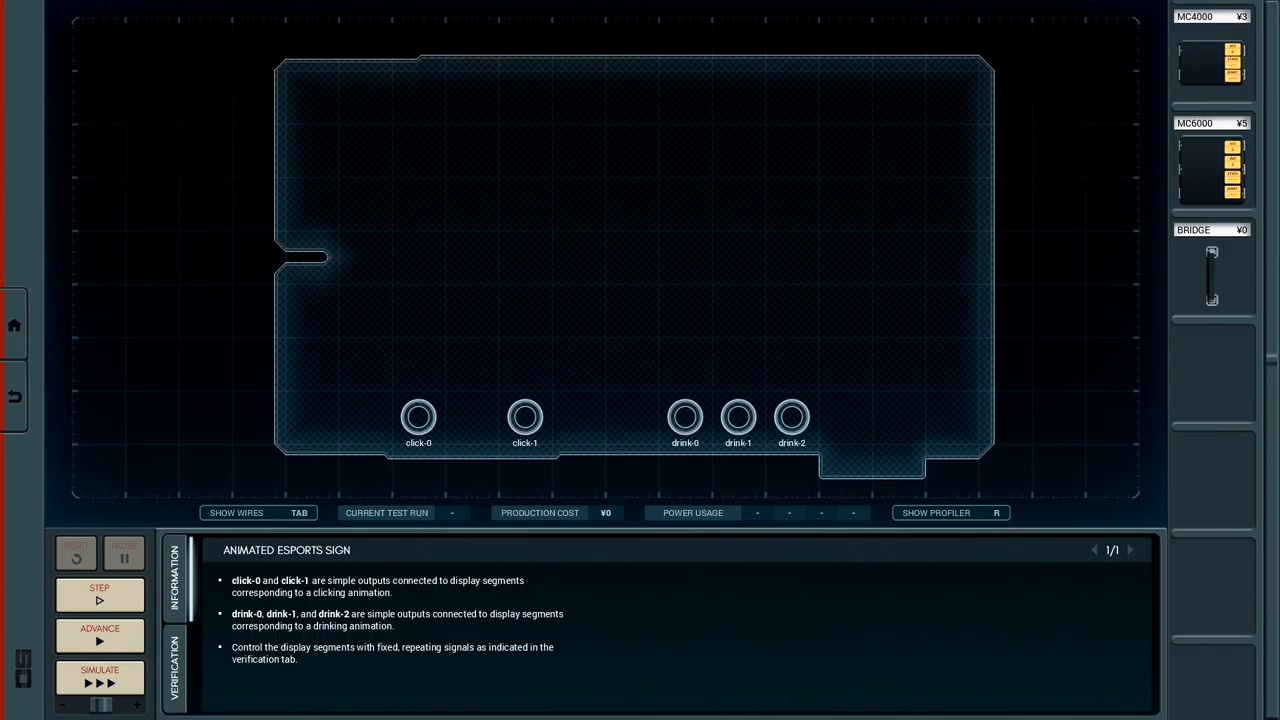 MC4000 ¥3
MC6000 ¥5
BRIDGE ¥0
click-0
click-1
drink-0
drink-1
drink-2
SHOW WIRES TAB
CURRENT TEST RUN -
PRODUCTION COST ¥0
POWER USAGE - - - -
SHOW PROFILER R
RESET
PAUSE
STEP
ADVANCE
SIMULATE
- +
INFORMATION
VERIFICATION
ANIMATED ESPORTS SIGN
1/1
▪ click-0 and click-1 are simple outputs connected to display segments
corresponding to a clicking animation.
▪ drink-0, drink-1, and drink-2 are simple outputs connected to display segments
corresponding to a drinking animation.
▪ Control the display segments with fixed, repeating signals as indicated in the
verification tab.